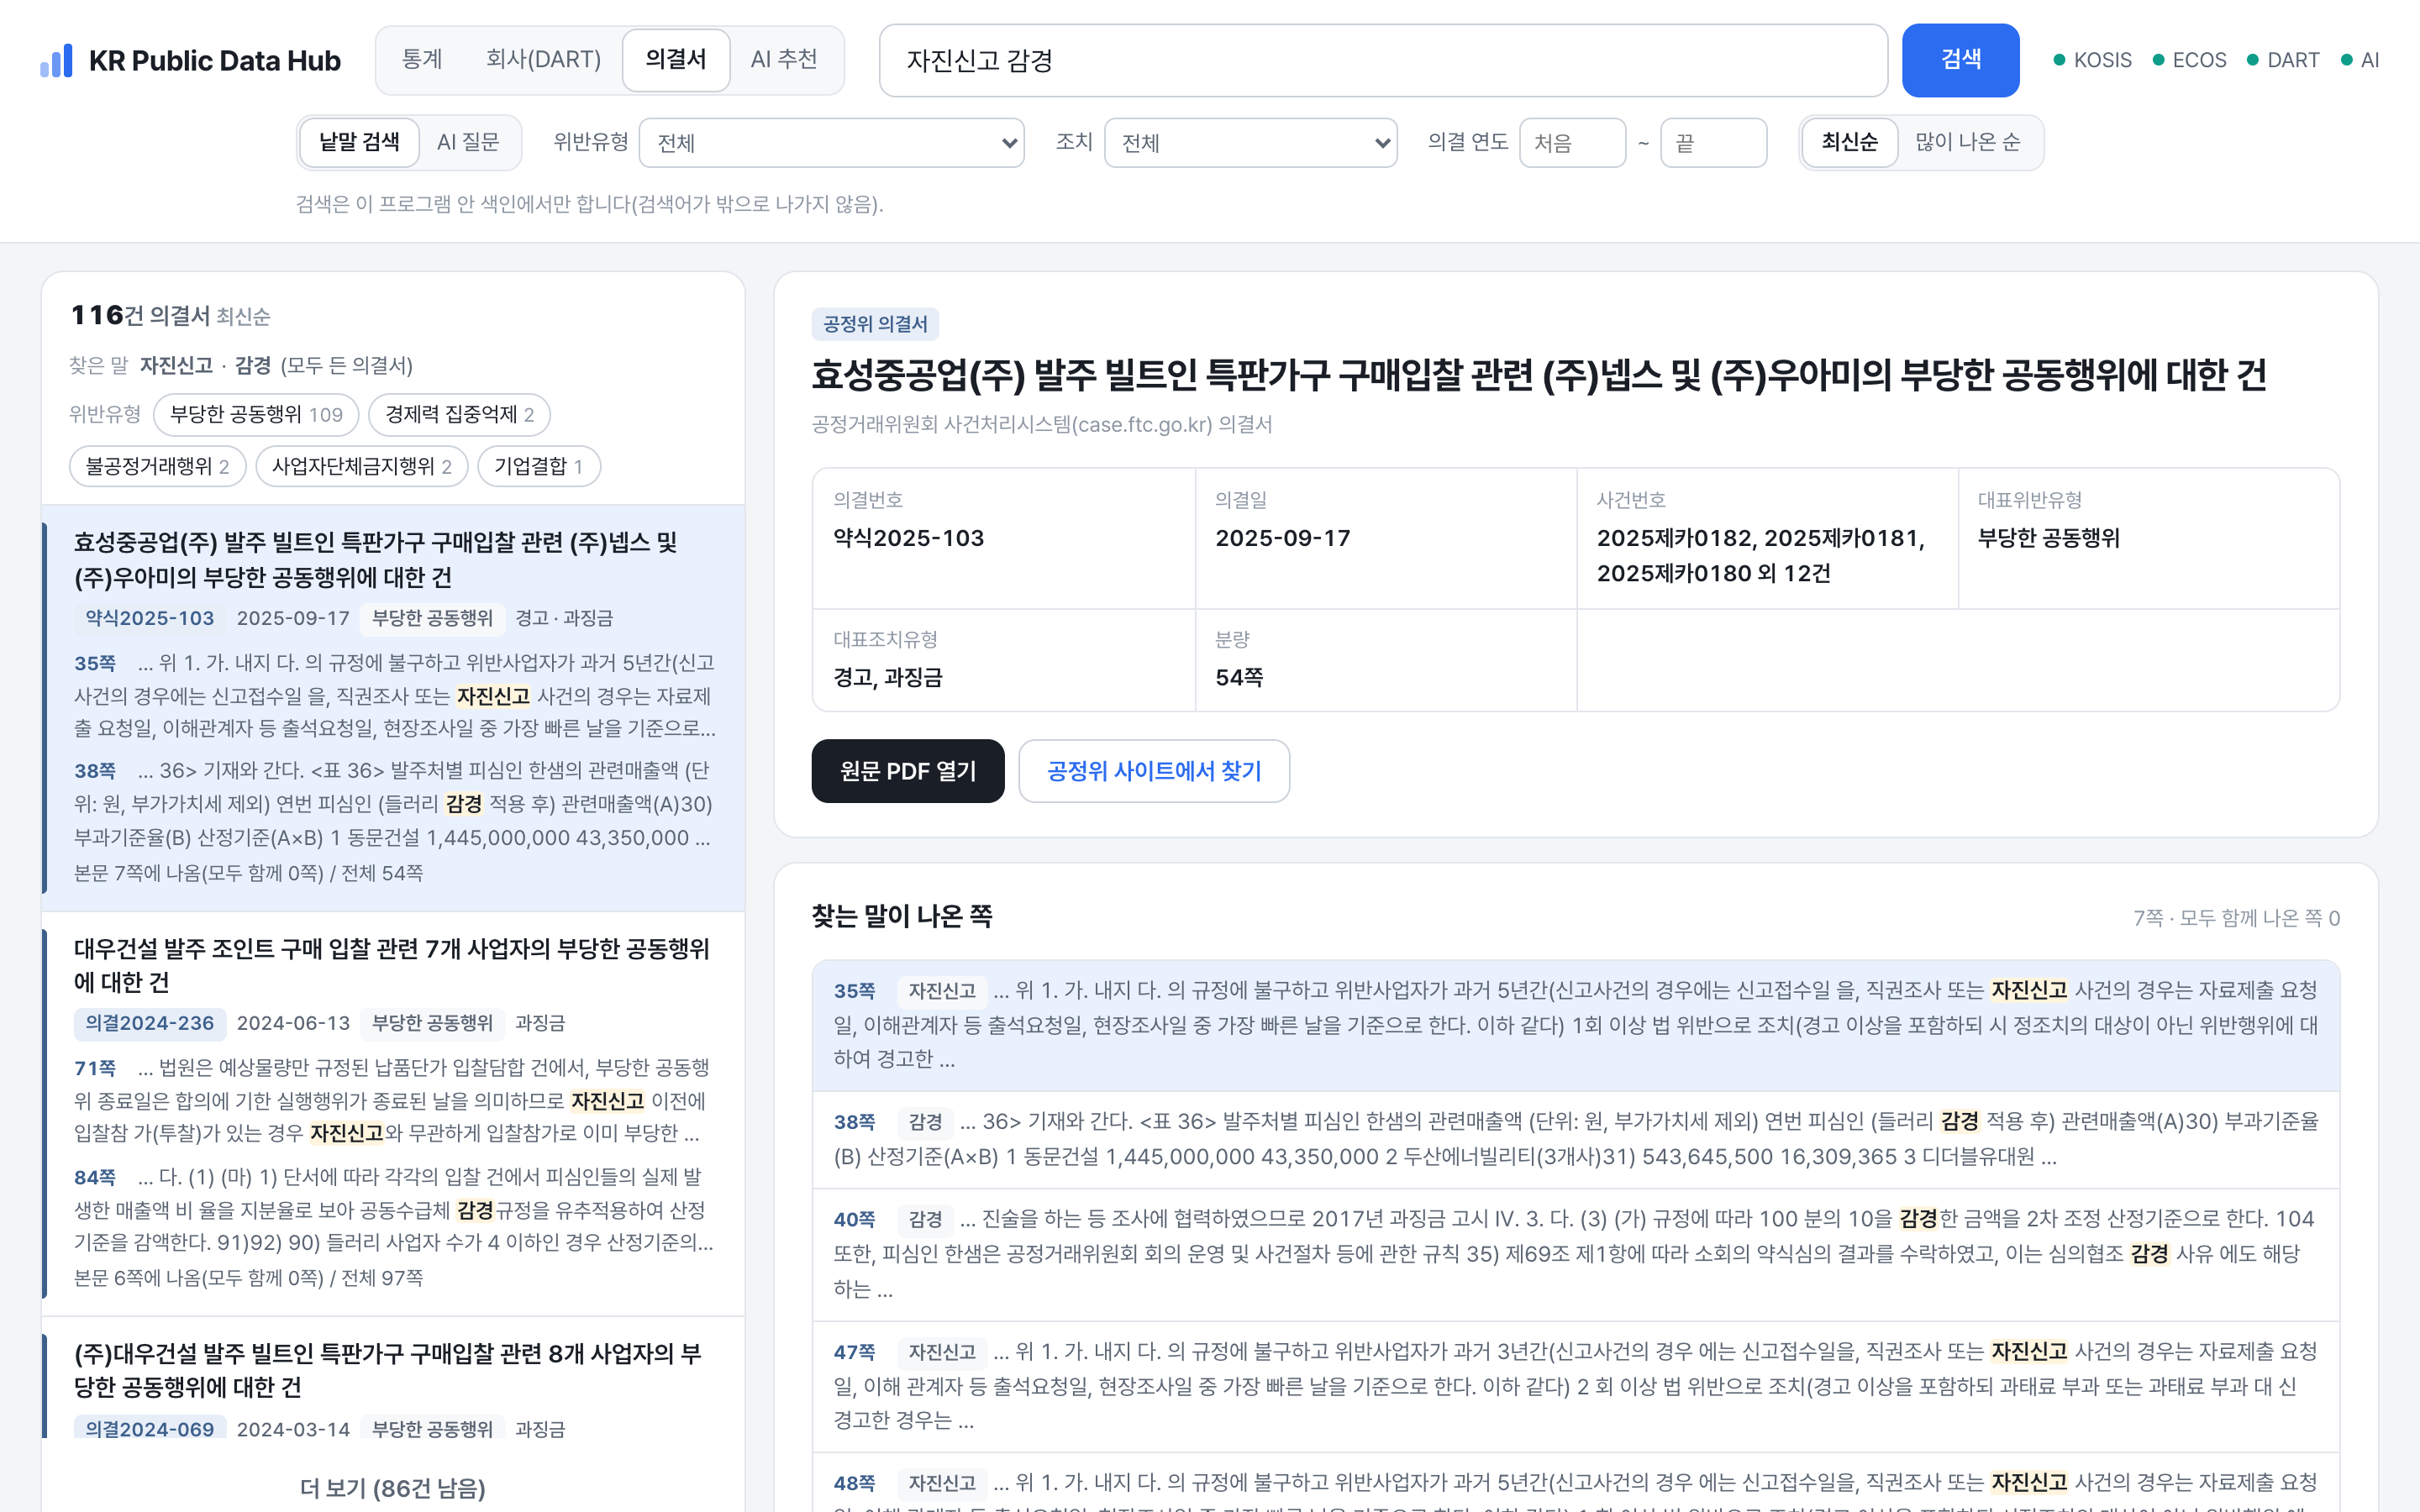 KR Public Data Hub
통계
회사(DART)
의결서
AI 추천
자진신고 감경
검색
KOSIS
ECOS
DART
AI
낱말 검색
AI 질문
위반유형
전체
조치
전체
의결 연도
처음
~
끝
최신순
많이 나온 순
검색은 이 프로그램 안 색인에서만 합니다(검색어가 밖으로 나가지 않음).
116건 의결서 최신순
찾은 말 자진신고 · 감경 (모두 든 의결서)
위반유형 부당한 공동행위 109 경제력 집중억제 2
불공정거래행위 2 사업자단체금지행위 2 기업결합 1
효성중공업(주) 발주 빌트인 특판가구 구매입찰 관련 (주)넵스 및
(주)우아미의 부당한 공동행위에 대한 건
약식2025-103 2025-09-17 부당한 공동행위 경고 · 과징금
35쪽 ... 위 1. 가. 내지 다. 의 규정에 불구하고 위반사업자가 과거 5년간(신고
사건의 경우에는 신고접수일 을, 직권조사 또는 자진신고 사건의 경우는 자료제
출 요청일, 이해관계자 등 출석요청일, 현장조사일 중 가장 빠른 날을 기준으로...
38쪽 ... 36> 기재와 간다. <표 36> 발주처별 피심인 한샘의 관련매출액 (단
위: 원, 부가가치세 제외) 연번 피심인 (들러리 감경 적용 후) 관련매출액(A)30)
부과기준율(B) 산정기준(A×B) 1 동문건설 1,445,000,000 43,350,000 ...
본문 7쪽에 나옴(모두 함께 0쪽) / 전체 54쪽
대우건설 발주 조인트 구매 입찰 관련 7개 사업자의 부당한 공동행위
에 대한 건
의결2024-236 2024-06-13 부당한 공동행위 과징금
71쪽 ... 법원은 예상물량만 규정된 납품단가 입찰담합 건에서, 부당한 공동행
위 종료일은 합의에 기한 실행행위가 종료된 날을 의미하므로 자진신고 이전에
입찰참 가(투찰)가 있는 경우 자진신고와 무관하게 입찰참가로 이미 부당한 ...
84쪽 ... 다. (1) (마) 1) 단서에 따라 각각의 입찰 건에서 피심인들의 실제 발
생한 매출액 비 율을 지분율로 보아 공동수급체 감경규정을 유추적용하여 산정
기준을 감액한다. 91)92) 90) 들러리 사업자 수가 4 이하인 경우 산정기준의...
본문 6쪽에 나옴(모두 함께 0쪽) / 전체 97쪽
(주)대우건설 발주 빌트인 특판가구 구매입찰 관련 8개 사업자의 부
당한 공동행위에 대한 건
의결2024-069 2024-03-14 부당한 공동행위 과징금
더 보기 (86건 남음)
공정위 의결서
효성중공업(주) 발주 빌트인 특판가구 구매입찰 관련 (주)넵스 및 (주)우아미의 부당한 공동행위에 대한 건
공정거래위원회 사건처리시스템(case.ftc.go.kr) 의결서
의결번호
약식2025-103
의결일
2025-09-17
사건번호
2025제카0182, 2025제카0181,
2025제카0180 외 12건
대표위반유형
부당한 공동행위
대표조치유형
경고, 과징금
분량
54쪽
원문 PDF 열기
공정위 사이트에서 찾기
찾는 말이 나온 쪽
7쪽 · 모두 함께 나온 쪽 0
35쪽 자진신고 ... 위 1. 가. 내지 다. 의 규정에 불구하고 위반사업자가 과거 5년간(신고사건의 경우에는 신고접수일 을, 직권조사 또는 자진신고 사건의 경우는 자료제출 요청
일, 이해관계자 등 출석요청일, 현장조사일 중 가장 빠른 날을 기준으로 한다. 이하 같다) 1회 이상 법 위반으로 조치(경고 이상을 포함하되 시 정조치의 대상이 아닌 위반행위에 대
하여 경고한 ...
38쪽 감경 ... 36> 기재와 간다. <표 36> 발주처별 피심인 한샘의 관련매출액 (단위: 원, 부가가치세 제외) 연번 피심인 (들러리 감경 적용 후) 관련매출액(A)30) 부과기준율
(B) 산정기준(A×B) 1 동문건설 1,445,000,000 43,350,000 2 두산에너빌리티(3개사)31) 543,645,500 16,309,365 3 디더블유대원 ...
40쪽 감경 ... 진술을 하는 등 조사에 협력하였으므로 2017년 과징금 고시 Ⅳ. 3. 다. (3) (가) 규정에 따라 100 분의 10을 감경한 금액을 2차 조정 산정기준으로 한다. 104
또한, 피심인 한샘은 공정거래위원회 회의 운영 및 사건절차 등에 관한 규칙 35) 제69조 제1항에 따라 소회의 약식심의 결과를 수락하였고, 이는 심의협조 감경 사유 에도 해당
하는 ...
47쪽 자진신고 ... 위 1. 가. 내지 다. 의 규정에 불구하고 위반사업자가 과거 3년간(신고사건의 경우 에는 신고접수일을, 직권조사 또는 자진신고 사건의 경우는 자료제출 요청
일, 이해 관계자 등 출석요청일, 현장조사일 중 가장 빠른 날을 기준으로 한다. 이하 같다) 2 회 이상 법 위반으로 조치(경고 이상을 포함하되 과태료 부과 또는 과태료 부과 대 신
경고한 경우는 ...
48쪽 자진신고 ... 위 1. 가. 내지 다. 의 규정에 불구하고 위반사업자가 과거 5년간(신고사건의 경우 에는 신고접수일을, 직권조사 또는 자진신고 사건의 경우는 자료제출 요청